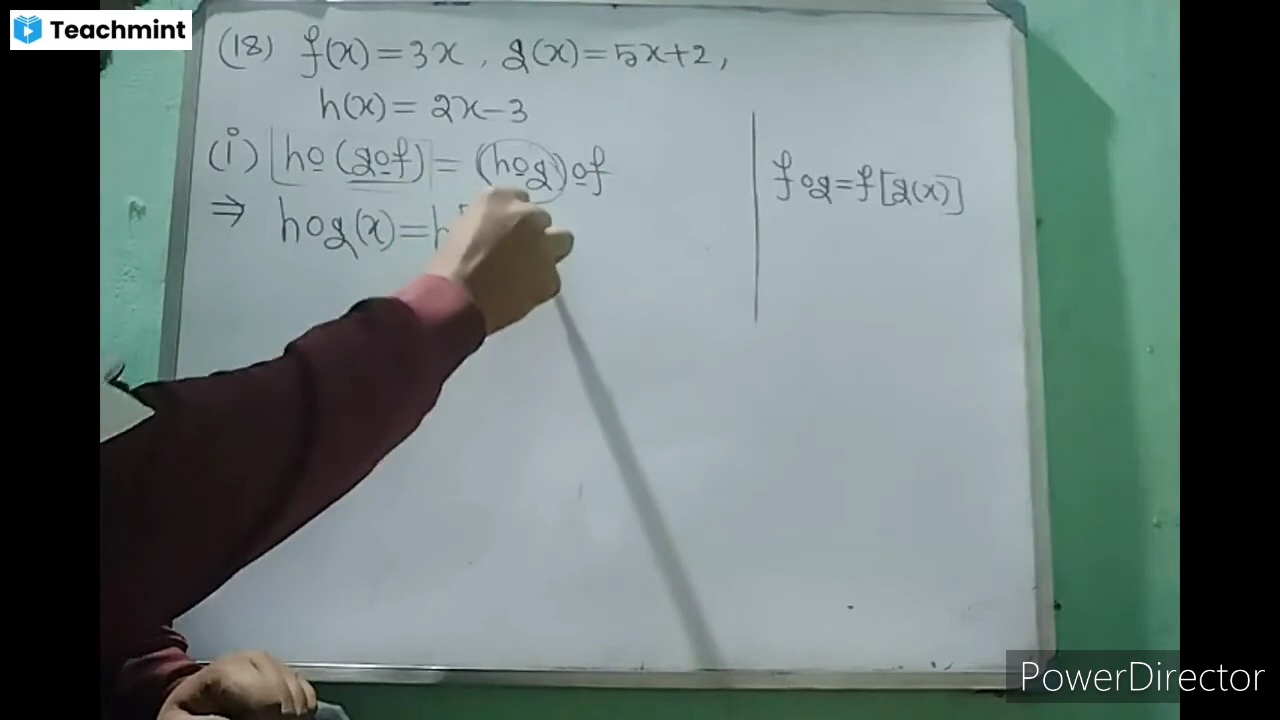 Teachmint
(18) f(x)=3x, g(x)=5x+2,
h(x)=2x-3
(i) ho(gof)=(hog)of
fog=f[g(x)]
⇒ hog(x)=h[
PowerDirector